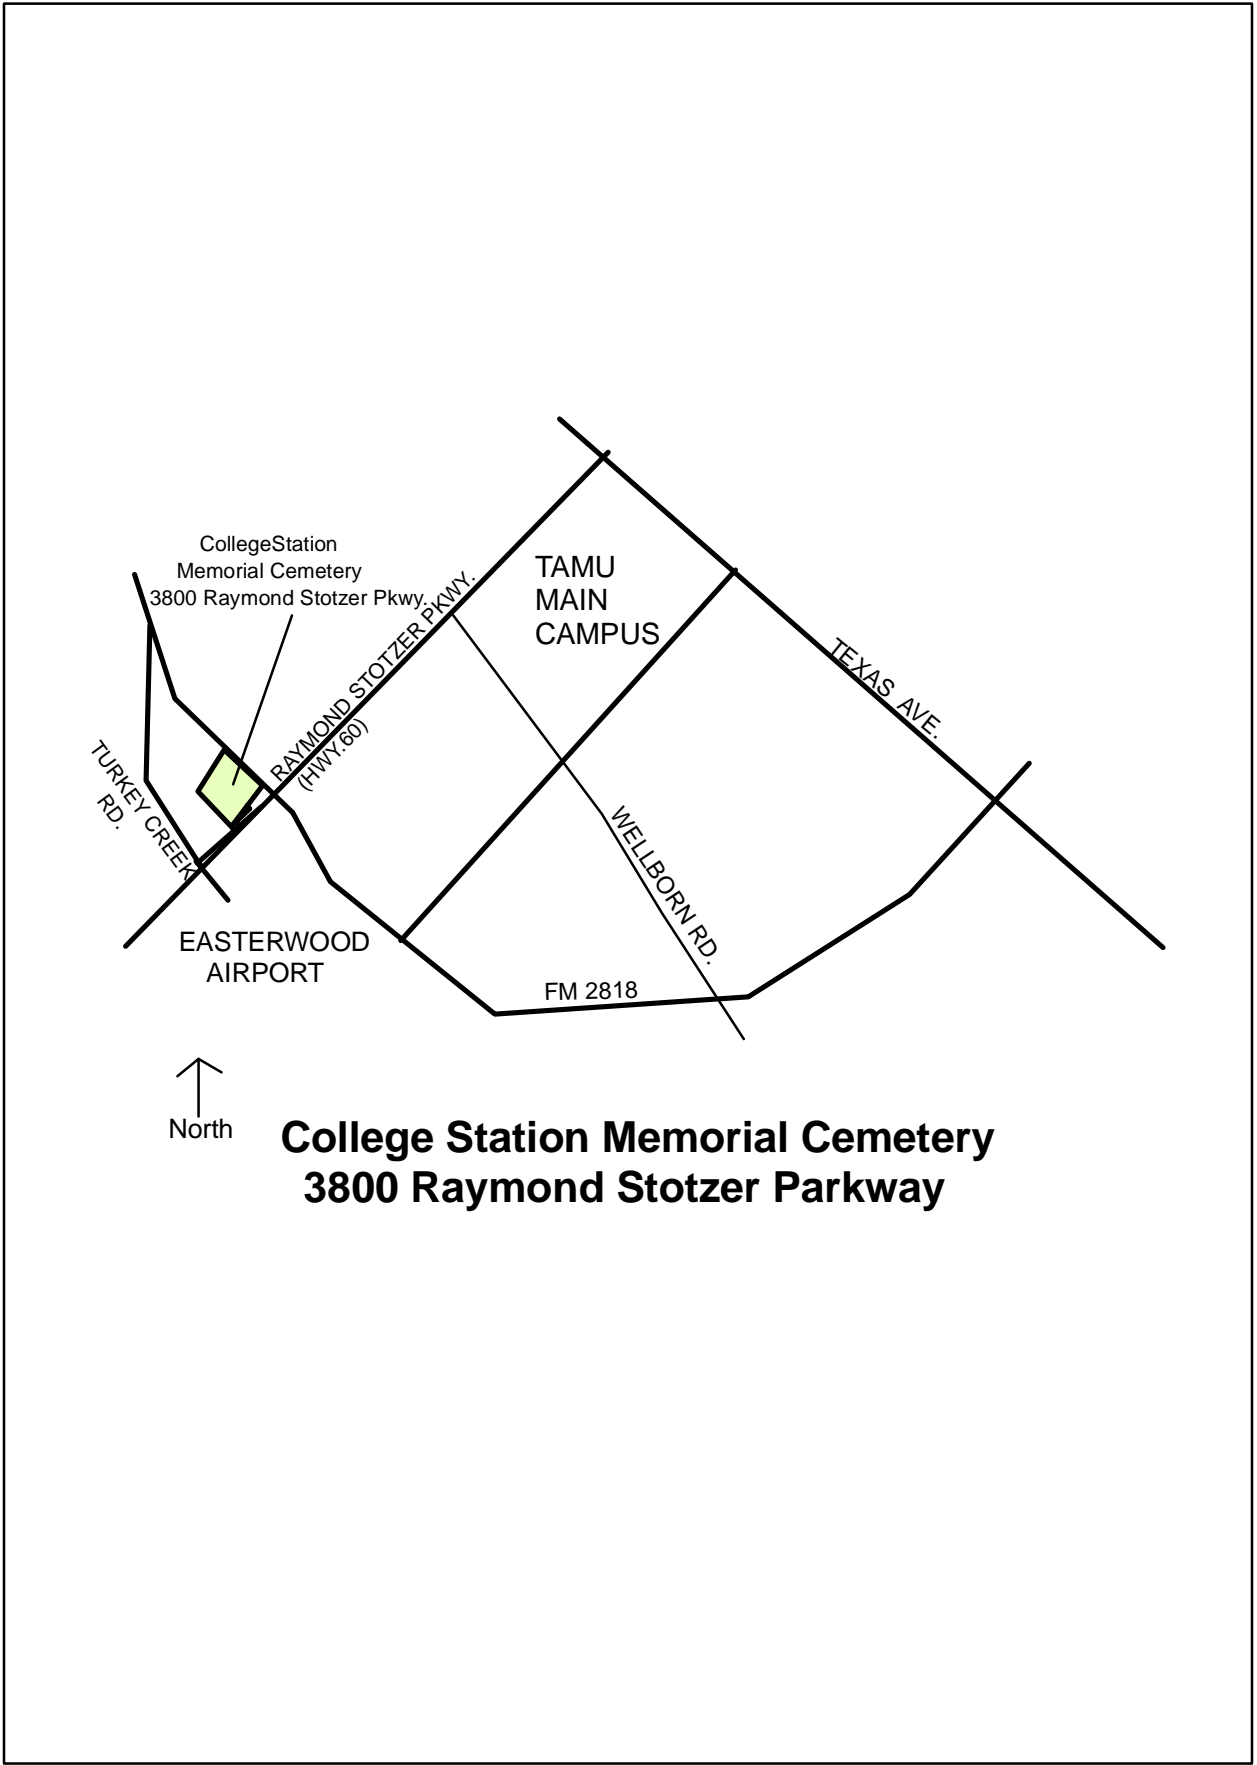 CollegeStation
Memorial Cemetery
3800 Raymond Stotzer Pkwy.
TAMU
MAIN
CAMPUS
RAYMOND STOTZER PKWY.
(HWY.60)
TEXAS AVE.
TURKEY CREEK
RD.
WELLBORN RD.
EASTERWOOD
AIRPORT
FM 2818
North
College Station Memorial Cemetery
3800 Raymond Stotzer Parkway